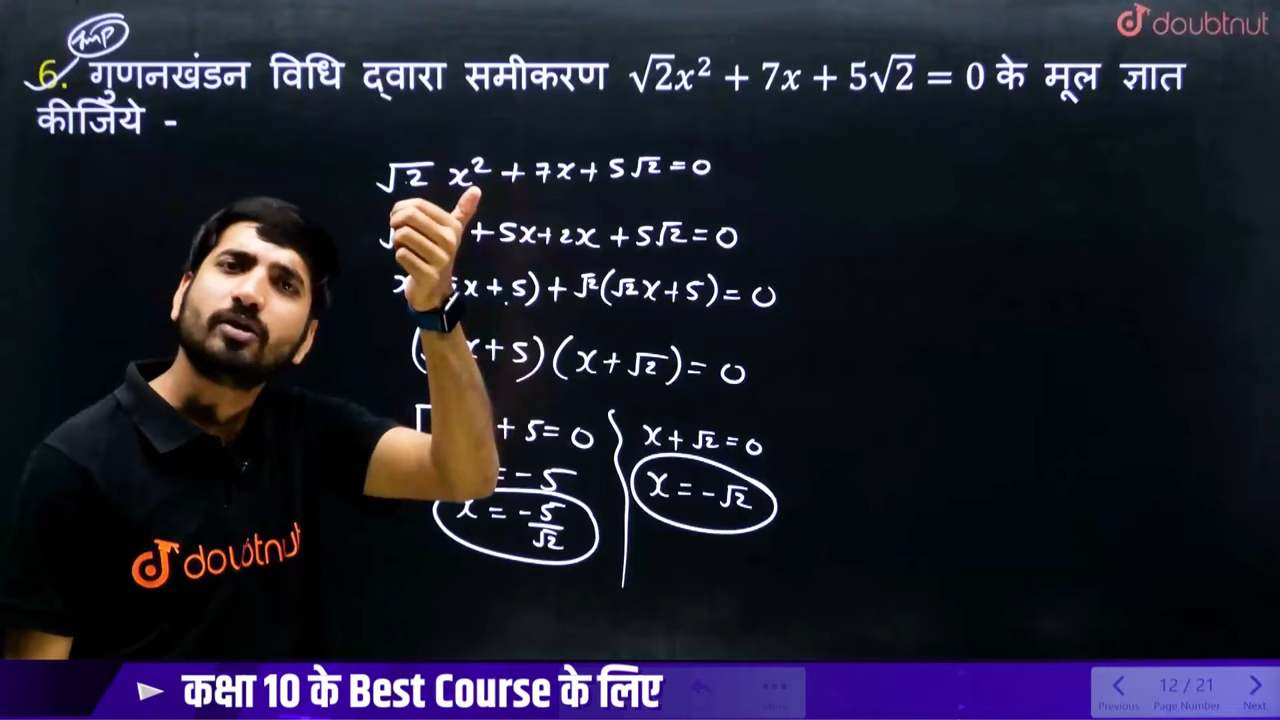 doubtnut
Imp
6. गुणनखंडन विधि द्वारा समीकरण √2x² + 7x + 5√2 = 0 के मूल ज्ञात
कीजिये -
√2 x² + 7x + 5√2 = 0
+ 5x + 2x + 5√2 = 0
x + 5) + √2(√2x + 5) = 0
x + 5) (x + √2) = 0
+ 5 = 0
x + √2 = 0
= -5
x = -√2
x = -5/√2
doubtnut
कक्षा 10 के Best Course के लिए
12 / 21
Previous Page Number Next